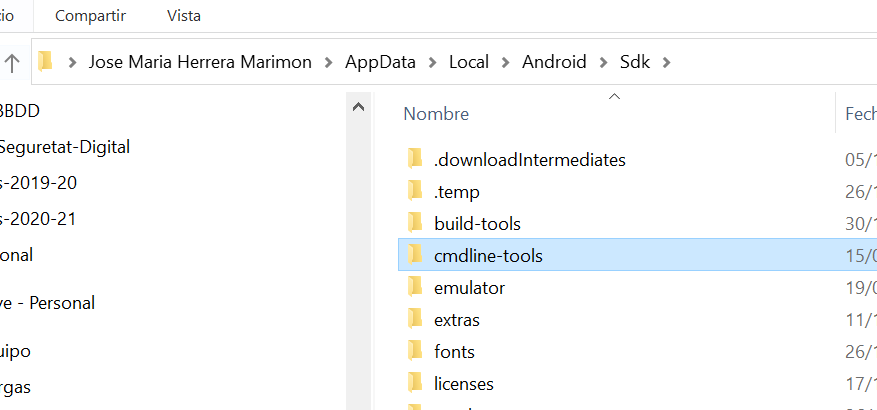 Compartir Vista
Jose Maria Herrera Marimon AppData Local Android Sdk
BBDD
Seguretat-Digital
s-2019-20
s-2020-21
onal
ve - Personal
uipo
rgas
Nombre Fech
.downloadIntermediates 05/1
.temp 26/1
build-tools 30/1
cmdline-tools 15/0
emulator 19/0
extras 11/1
fonts 26/1
licenses 17/1